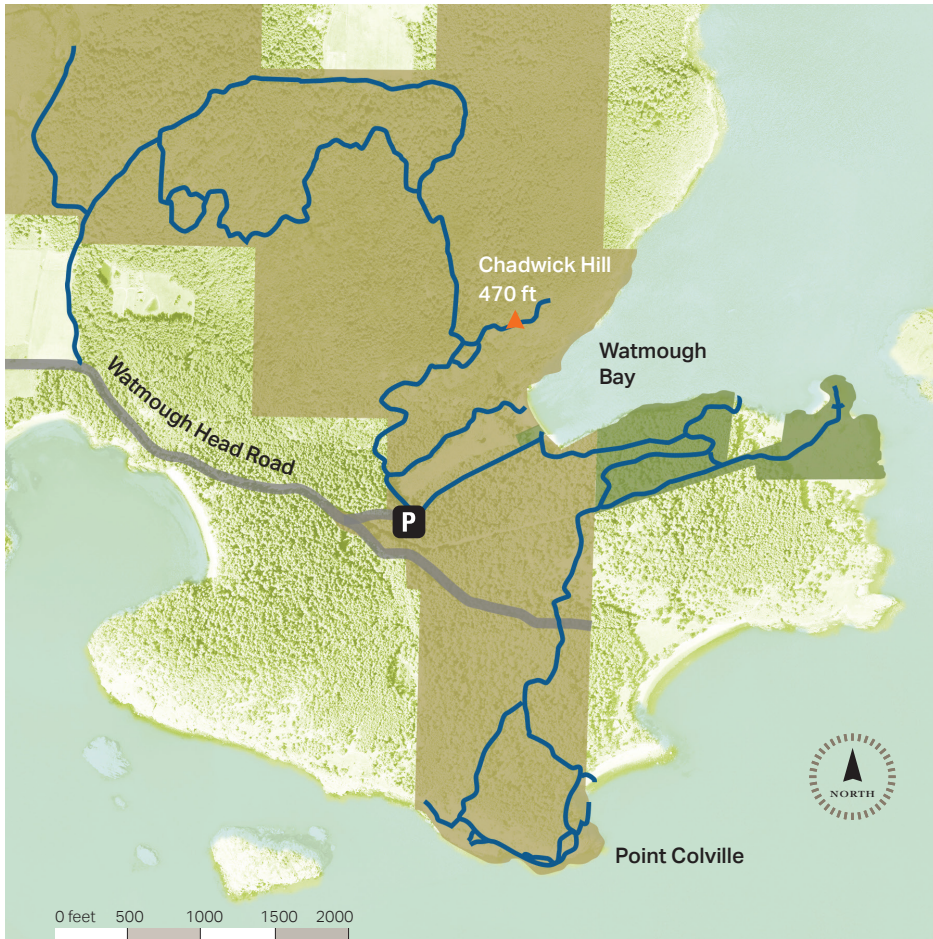 Chadwick Hill
470 ft
Watmough
Bay
Watmough Head Road
P
NORTH
Point Colville
0 feet 500 1000 1500 2000